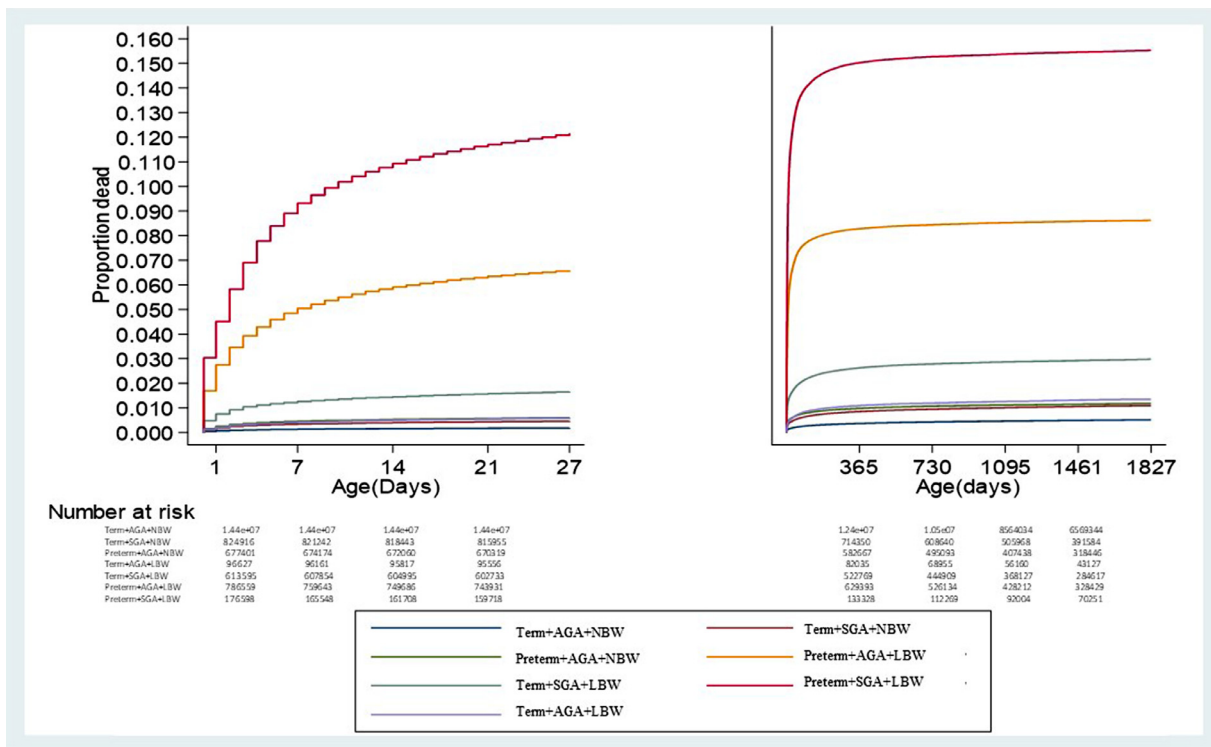 0.160
0.150
0.140
0.130
0.120
0.110
0.100
0.090
0.080
0.070
0.060
0.050
0.040
0.030
0.020
0.010
0.000
Proportion dead
1 7 14 21 27
Age(Days)
365 730 1095 1461 1827
Age(days)
Number at risk
Term+AGA+NBW 1.44e+07 1.44e+07 1.44e+07 1.44e+07 1.24e+07 1.05e+07 8564034 6569344
Term+SGA+NBW 824916 821242 818443 815955 714350 608640 505968 391584
Preterm+AGA+NBW 677401 674174 672060 670319 582667 495093 407438 318446
Term+AGA+LBW 96627 96161 95817 95556 82035 68955 56160 43127
Term+SGA+LBW 613595 607854 604995 602733 522769 444909 368127 284617
Preterm+AGA+LBW 786559 759643 749686 743931 629393 526134 428212 328429
Preterm+SGA+LBW 176598 165548 161708 159718 133328 112269 92004 70251
Term+AGA+NBW Term+SGA+NBW
Preterm+AGA+NBW Preterm+AGA+LBW
Term+SGA+LBW Preterm+SGA+LBW
Term+AGA+LBW